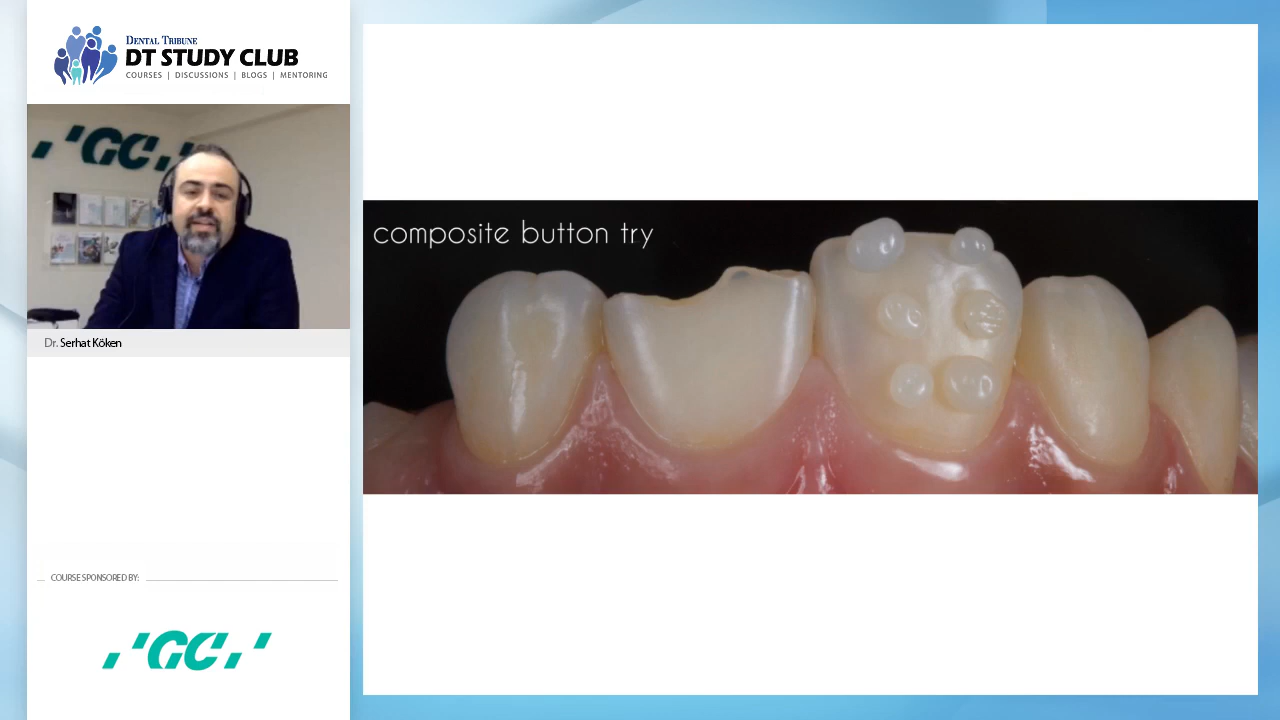 DENTAL TRIBUNE
DT STUDY CLUB
COURSES | DISCUSSIONS | BLOGS | MENTORING
GC
Dr. Serhat Köken
composite button try
COURSE SPONSORED BY:
GC